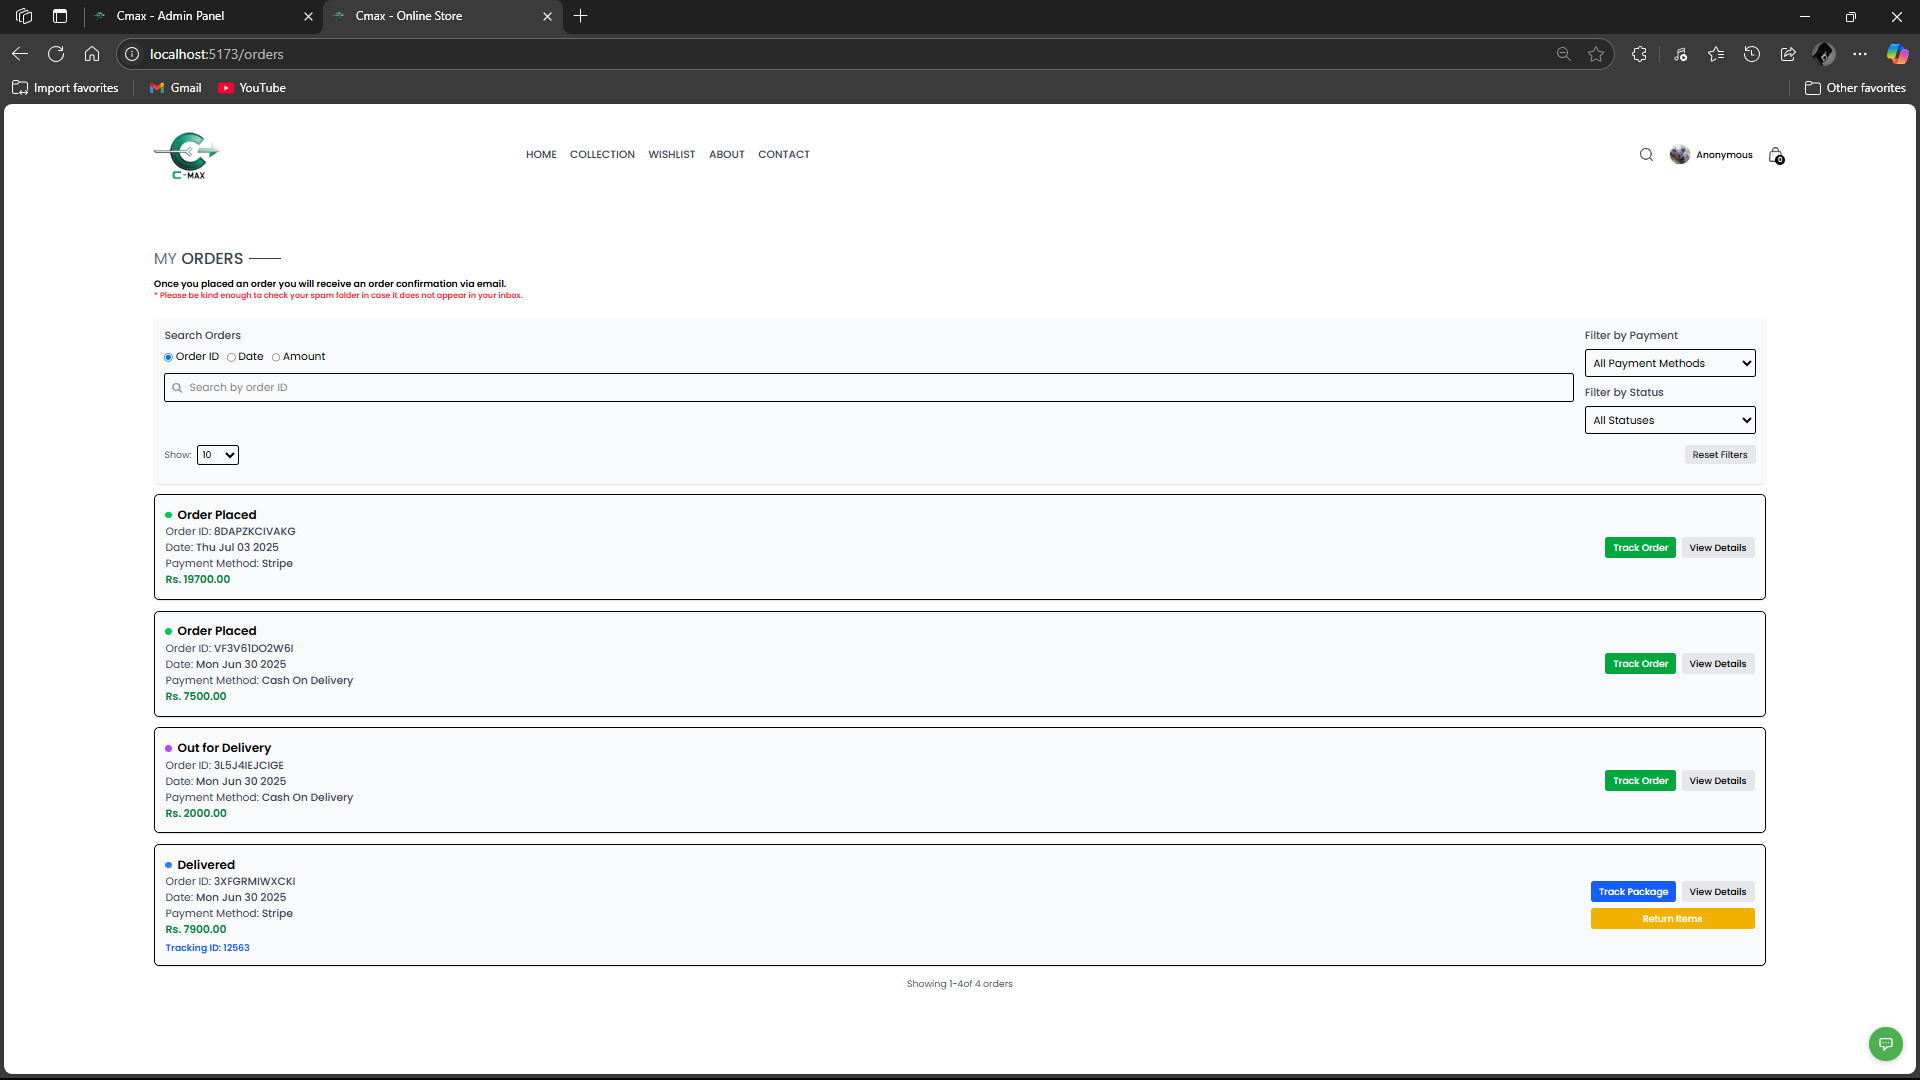 Cmax - Admin Panel
Cmax - Online Store
localhost:5173/orders
Import favorites
Gmail
YouTube
Other favorites
C-MAX
HOME
COLLECTION
WISHLIST
ABOUT
CONTACT
Anonymous
0
MY ORDERS
Once you placed an order you will receive an order confirmation via email.
* Please be kind enough to check your spam folder in case it does not appear in your inbox.
Search Orders
Order ID
Date
Amount
Search by order ID
Filter by Payment
All Payment Methods
Filter by Status
All Statuses
Show:
10
Reset Filters
Order Placed
Order ID: 8DAPZKCIVAKG
Date: Thu Jul 03 2025
Payment Method: Stripe
Rs. 19700.00
Track Order
View Details
Order Placed
Order ID: VF3V61DO2W6I
Date: Mon Jun 30 2025
Payment Method: Cash On Delivery
Rs. 7500.00
Track Order
View Details
Out for Delivery
Order ID: 3L5J4IEJCIGE
Date: Mon Jun 30 2025
Payment Method: Cash On Delivery
Rs. 2000.00
Track Order
View Details
Delivered
Order ID: 3XFGRMIWXCKI
Date: Mon Jun 30 2025
Payment Method: Stripe
Rs. 7900.00
Tracking ID: 12563
Track Package
View Details
Return Items
Showing 1-4of 4 orders